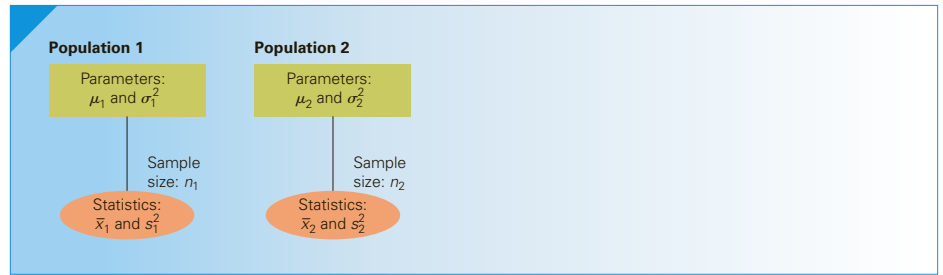 Population 1
Parameters:
μ₁ and σ₁²
Sample
size: n₁
Statistics:
x̄₁ and s₁²
Population 2
Parameters:
μ₂ and σ₂²
Sample
size: n₂
Statistics:
x̄₂ and s₂²